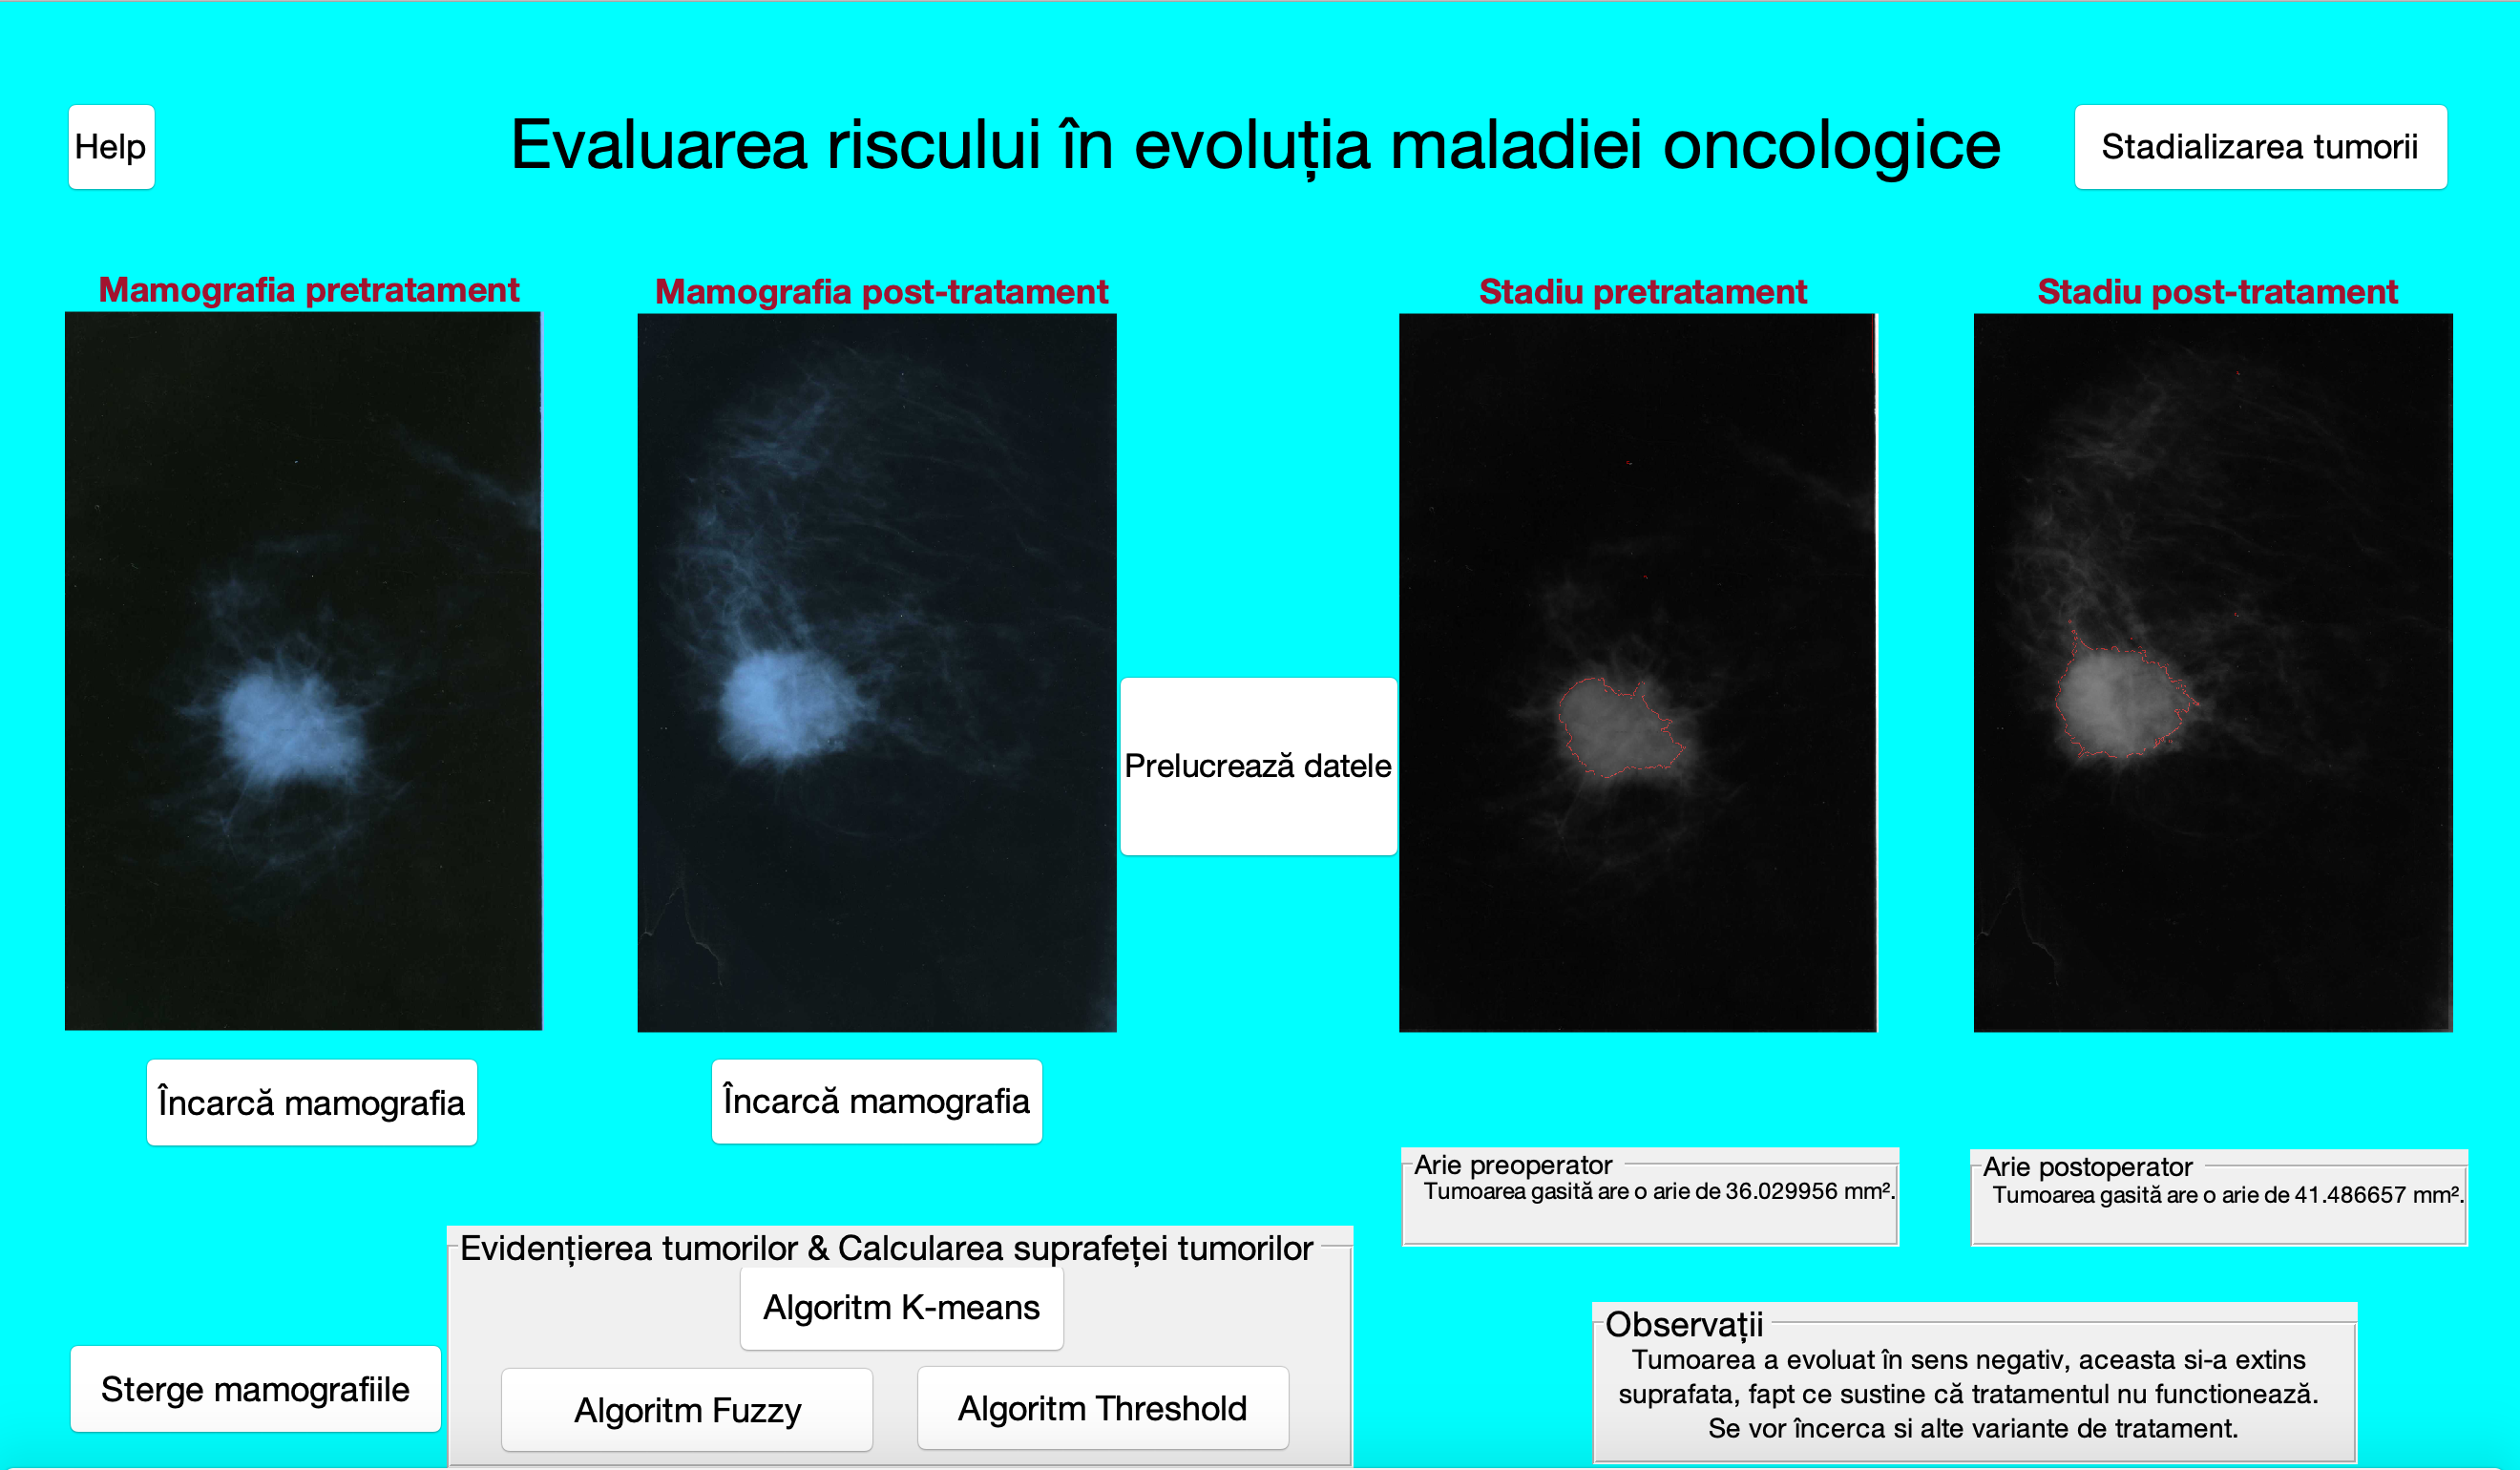 Help
Evaluarea riscului în evoluția maladiei oncologice
Stadializarea tumorii
Mamografia pretratament
Mamografia post-tratament
Stadiu pretratament
Stadiu post-tratament
Prelucrează datele
Încarcă mamografia
Încarcă mamografia
Arie preoperator
Tumoarea gasită are o arie de 36.029956 mm².
Arie postoperator
Tumoarea gasită are o arie de 41.486657 mm².
Evidențierea tumorilor & Calcularea suprafeței tumorilor
Algoritm K-means
Algoritm Fuzzy
Algoritm Threshold
Sterge mamografiile
Observații
Tumoarea a evoluat în sens negativ, aceasta si-a extins
suprafata, fapt ce sustine că tratamentul nu functionează.
Se vor încerca si alte variante de tratament.